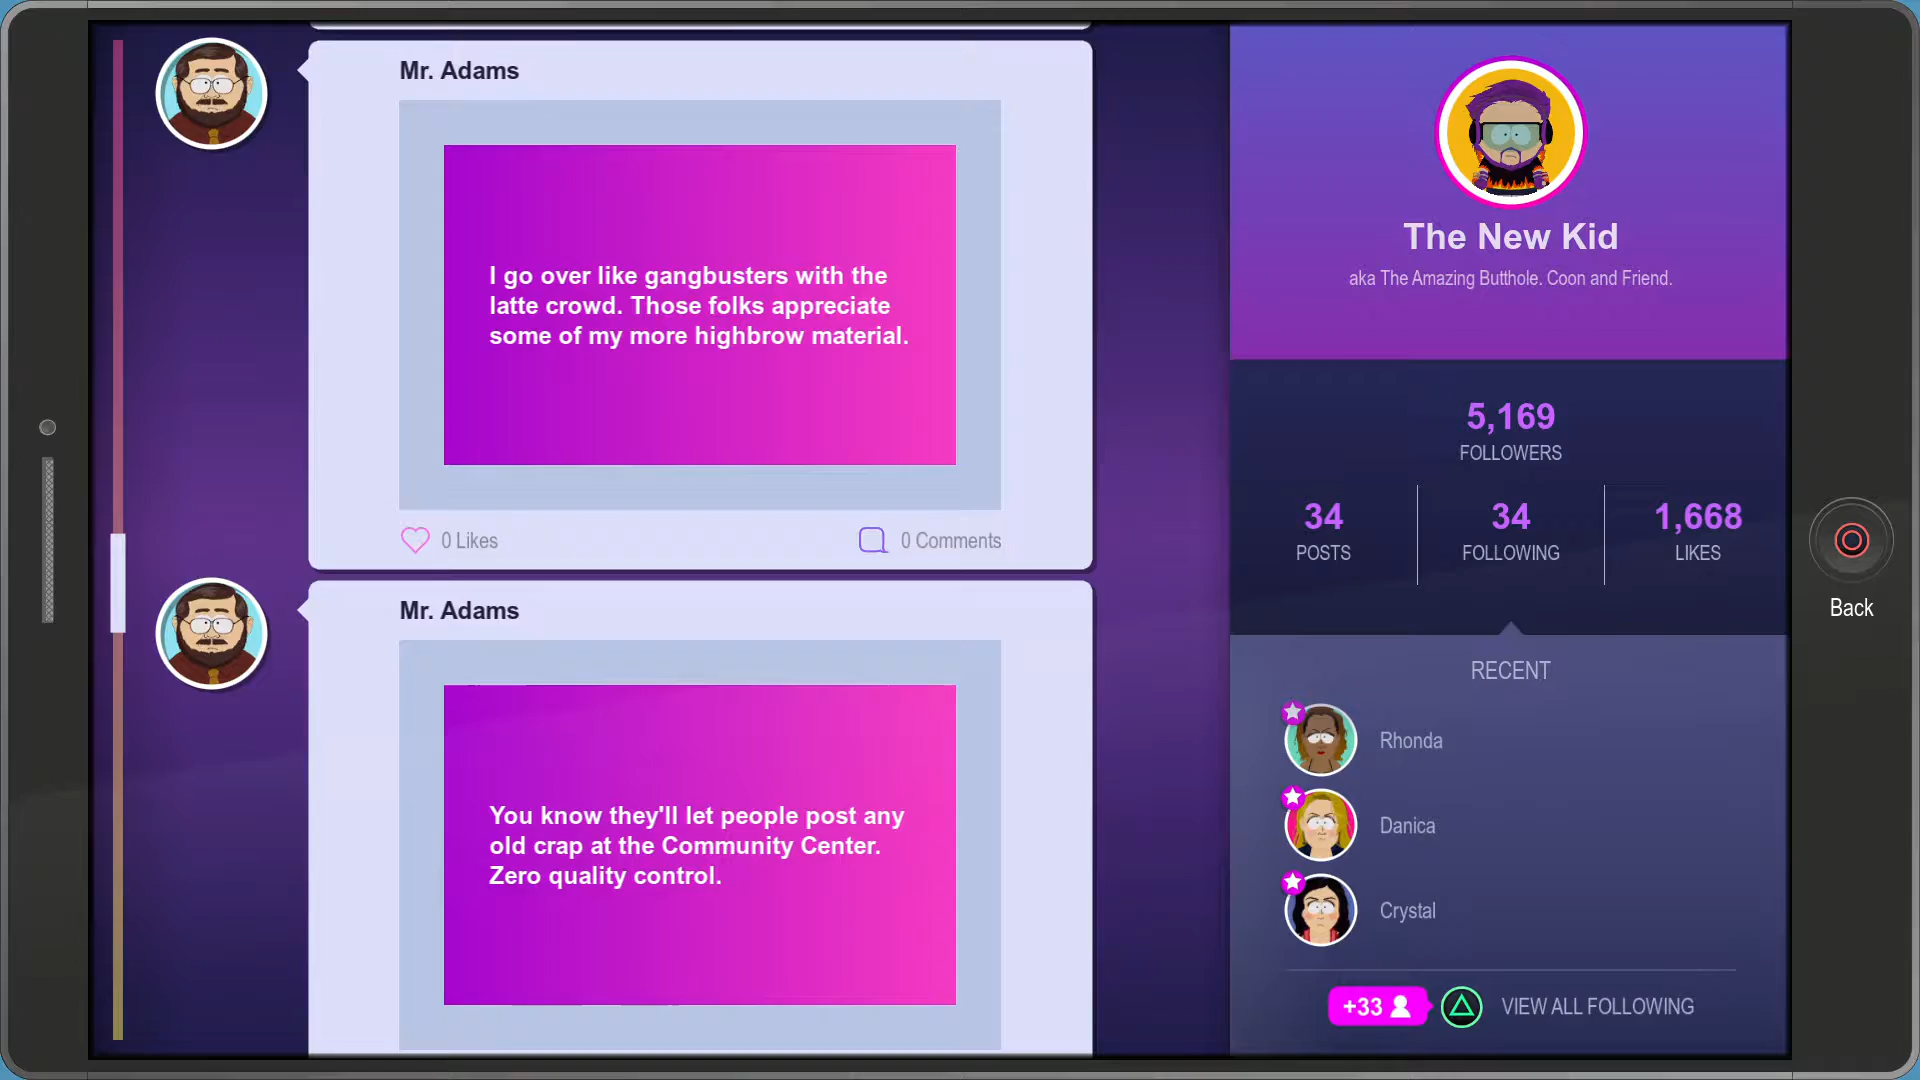 Mr. Adams
I go over like gangbusters with the
latte crowd. Those folks appreciate
some of my more highbrow material.
0 Likes
0 Comments
Mr. Adams
You know they'll let people post any
old crap at the Community Center.
Zero quality control.
The New Kid
aka The Amazing Butthole. Coon and Friend.
5,169
FOLLOWERS
34
POSTS
34
FOLLOWING
1,668
LIKES
RECENT
Rhonda
Danica
Crystal
+33
VIEW ALL FOLLOWING
Back